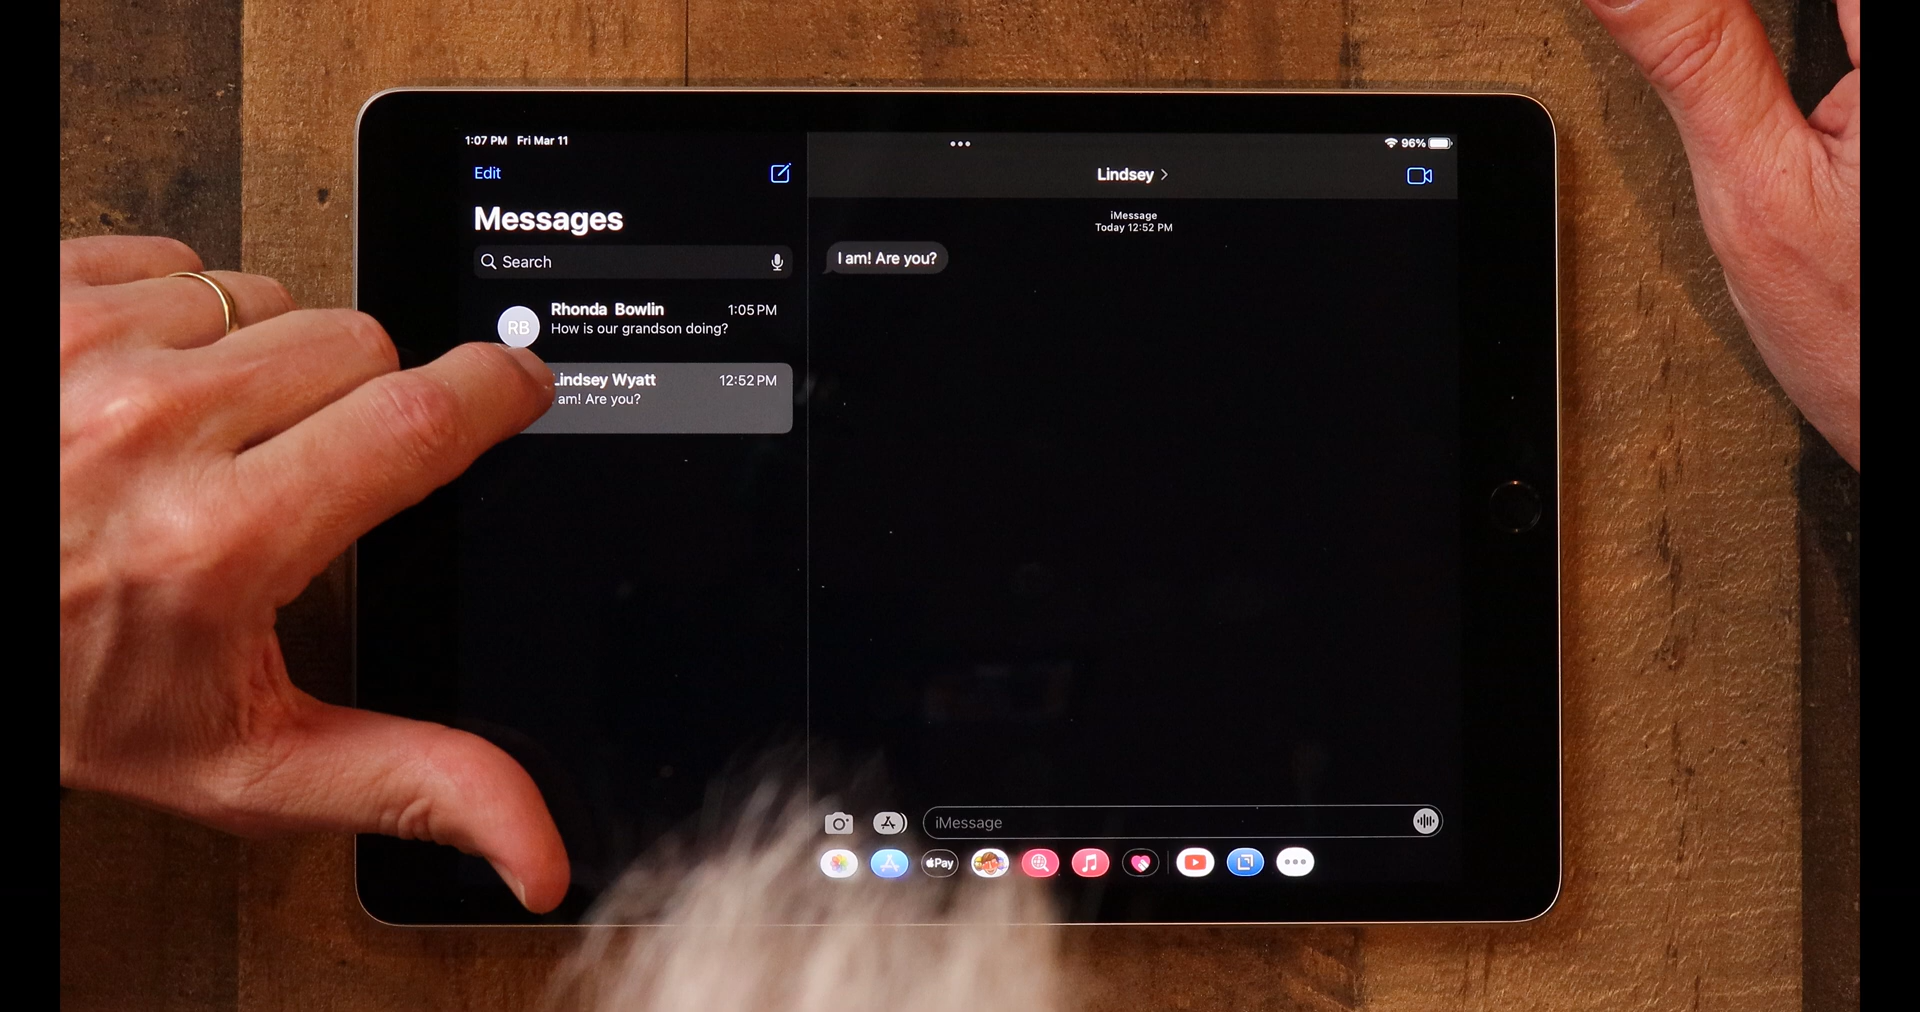 1:07 PM Fri Mar 11
96%
Edit
Messages
Search
RB
Rhonda Bowlin 1:05 PM
How is our grandson doing?
Lindsey Wyatt 12:52 PM
am! Are you?
Lindsey
iMessage
Today 12:52 PM
I am! Are you?
iMessage
Pay